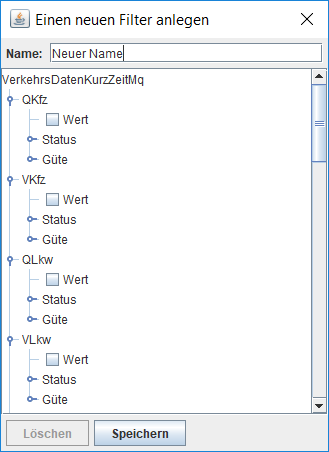 Einen neuen Filter anlegen
Name: Neuer Name
VerkehrsDatenKurzZeitMq
QKfz
Wert
Status
Güte
VKfz
Wert
Status
Güte
QLkw
Wert
Status
Güte
VLkw
Wert
Status
Güte
Löschen Speichern